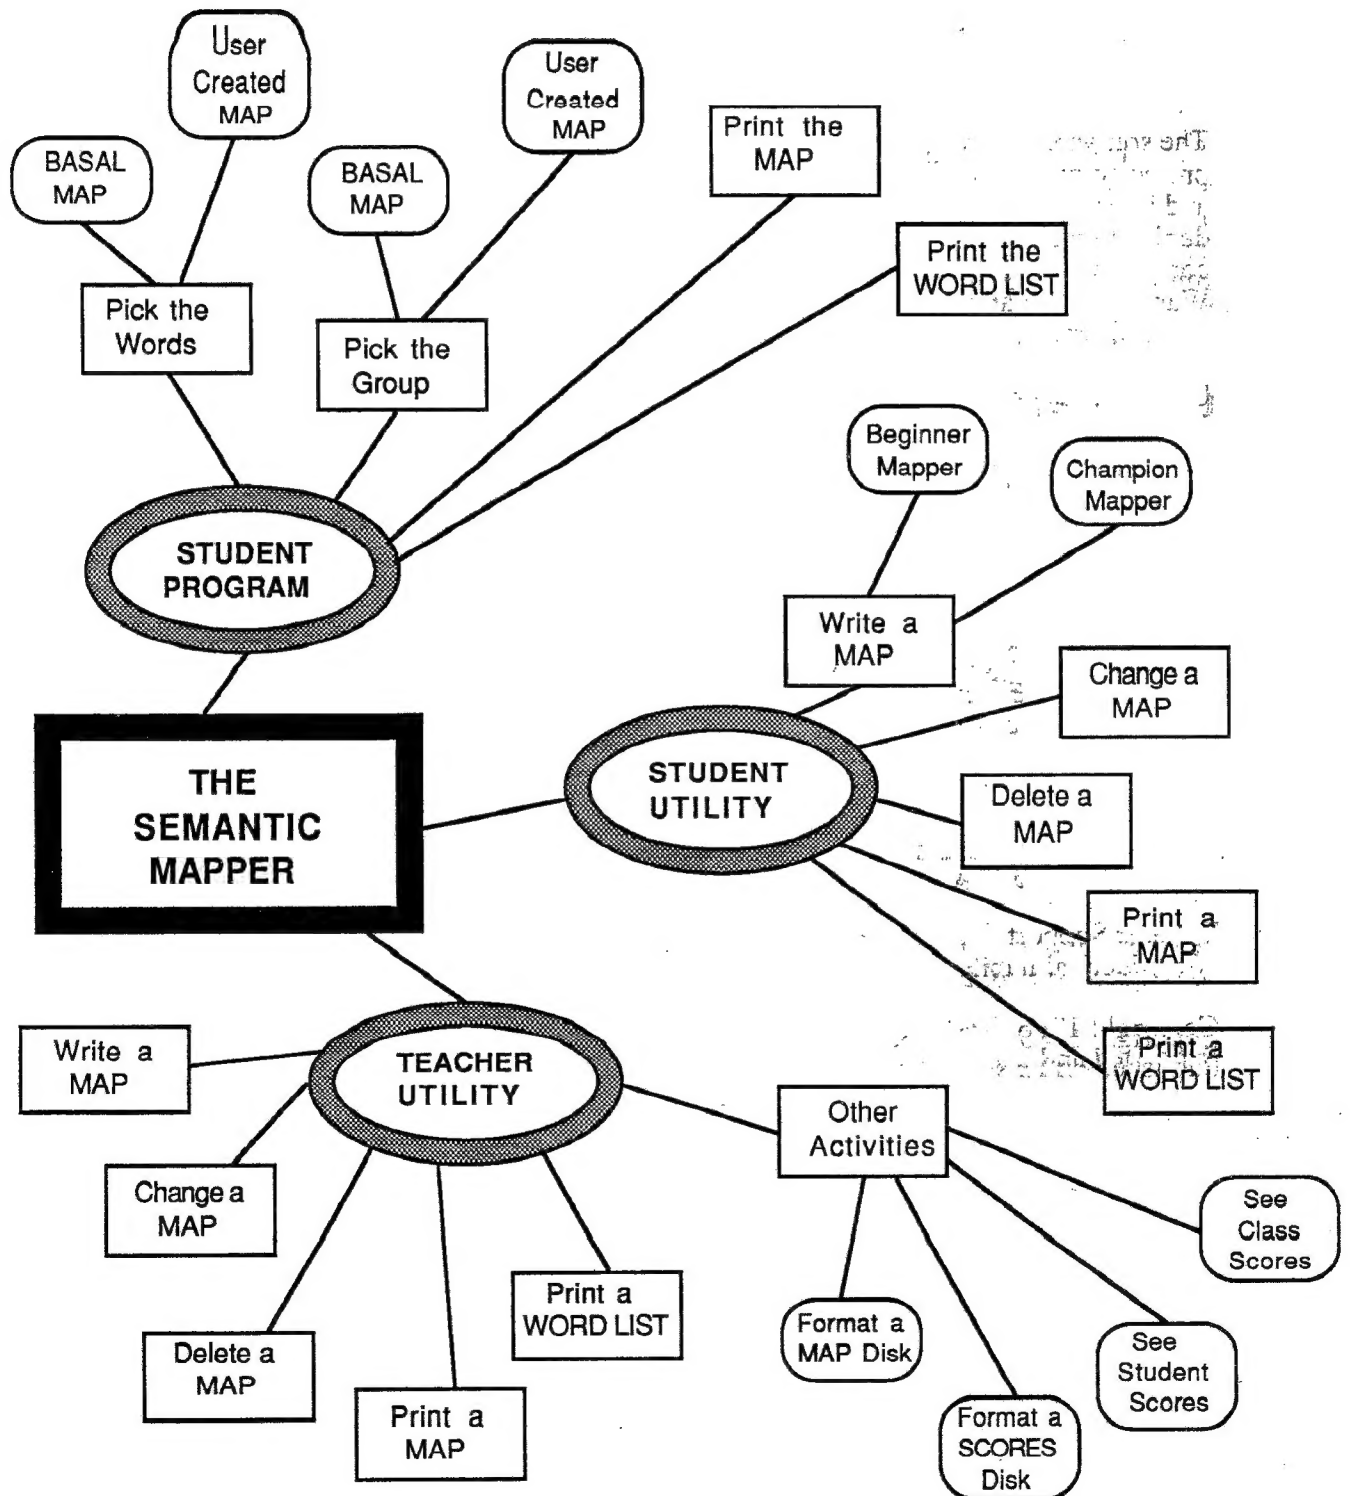 User
Created
MAP
BASAL
MAP
Pick the
Words
User
Created
MAP
BASAL
MAP
Pick the
Group
Print the
MAP
Print the
WORD LIST
STUDENT
PROGRAM
Beginner
Mapper
Champion
Mapper
Write a
MAP
Change a
MAP
Delete a
MAP
Print a
MAP
Print a
WORD LIST
STUDENT
UTILITY
THE
SEMANTIC
MAPPER
TEACHER
UTILITY
Write a
MAP
Change a
MAP
Delete a
MAP
Print a
MAP
Print a
WORD LIST
Other
Activities
Format a
MAP Disk
Format a
SCORES
Disk
See
Student
Scores
See
Class
Scores